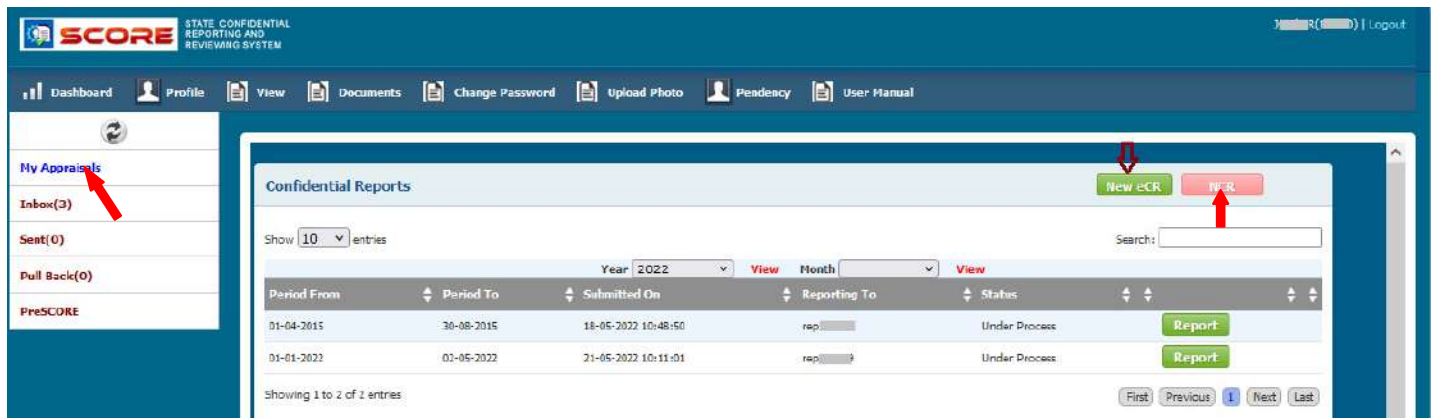 SCORE
STATE CONFIDENTIAL
REPORTING AND
REVIEWING SYSTEM
| Logout
Dashboard Profile View Documents Change Password Upload Photo Pendency User Manual
My Appraisals
Inbox(3)
Sent(0)
Pull Back(0)
PreSCORE
Confidential Reports New eCR NCR
Show 10 entries Search:
Year 2022 View Month View
Period From Period To Submitted On Reporting To Status
01-04-2015 30-08-2015 18-05-2022 10:48:50 rep Under Process Report
01-01-2022 02-05-2022 21-05-2022 10:11:01 rep Under Process Report
Showing 1 to 2 of 2 entries First Previous 1 Next Last